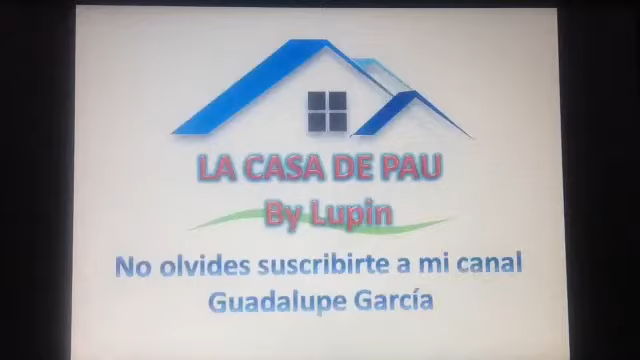 LA CASA DE PAU
By Lupin
No olvides suscribirte a mi canal
Guadalupe García